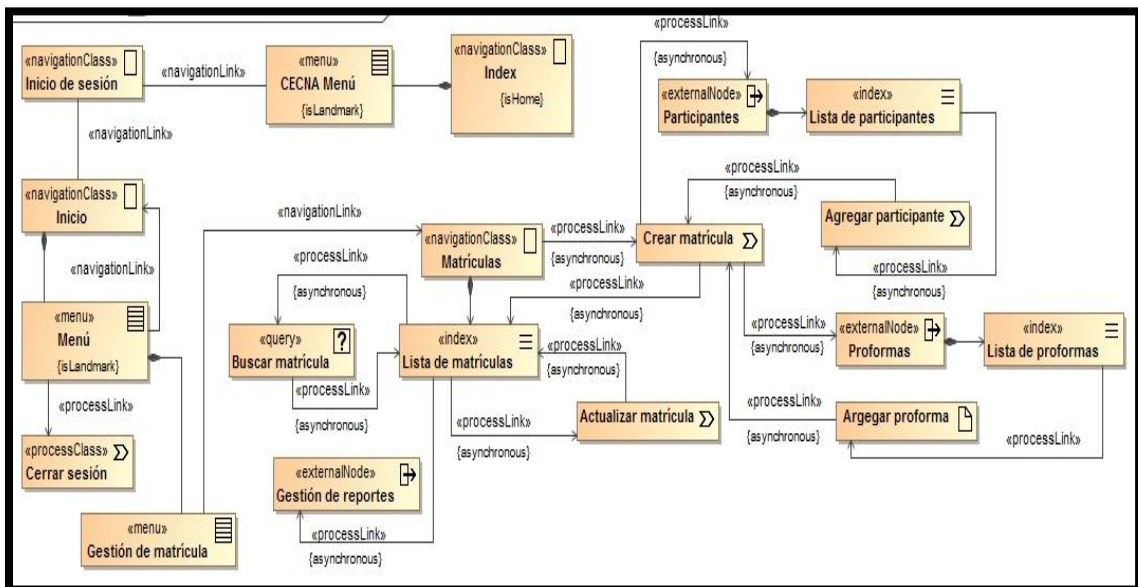 «navigationClass»
Inicio de sesión
«navigationLink»
«menu»
CECNA Menú
{isLandmark}
«navigationClass»
Index
{isHome}
«processLink»
{asynchronous}
«externalNode»
Participantes
«index»
Lista de participantes
«navigationLink»
«navigationClass»
Inicio
«navigationLink»
«menu»
Menú
{isLandmark}
«processLink»
«processClass»
Cerrar sesión
«menu»
Gestión de matrícula
«navigationLink»
«navigationClass»
Matrículas
«processLink»
{asynchronous}
Crear matrícula
«processLink»
{asynchronous}
Agregar participante
«processLink»
{asynchronous}
«processLink»
{asynchronous}
«query»
Buscar matrícula
«processLink»
{asynchronous}
«index»
Lista de matrículas
«processLink»
{asynchronous}
«processLink»
{asynchronous}
Actualizar matrícula
«processLink»
{asynchronous}
«externalNode»
Gestión de reportes
«processLink»
{asynchronous}
«processLink»
{asynchronous}
«externalNode»
Proformas
«index»
Lista de proformas
«processLink»
{asynchronous}
Argegar proforma
«processLink»